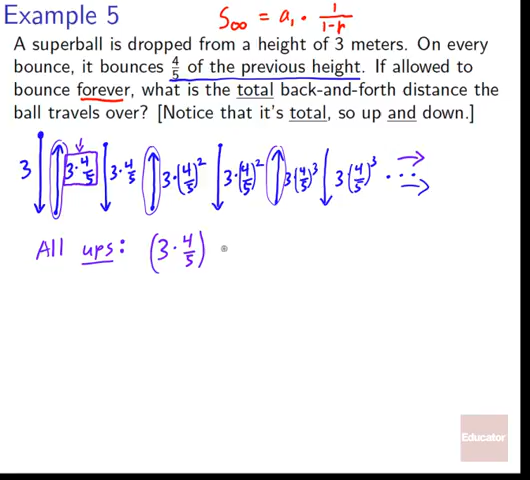 Example 5 S∞ = a₁ · 1/(1-r)
A superball is dropped from a height of 3 meters. On every
bounce, it bounces 4/5 of the previous height. If allowed to
bounce forever, what is the total back-and-forth distance the
ball travels over? [Notice that it's total, so up and down.]
3 3·4/5 3·4/5 3·(4/5)² 3·(4/5)² 3(4/5)³ 3(4/5)³ · ...
All ups: (3·4/5)
Educator